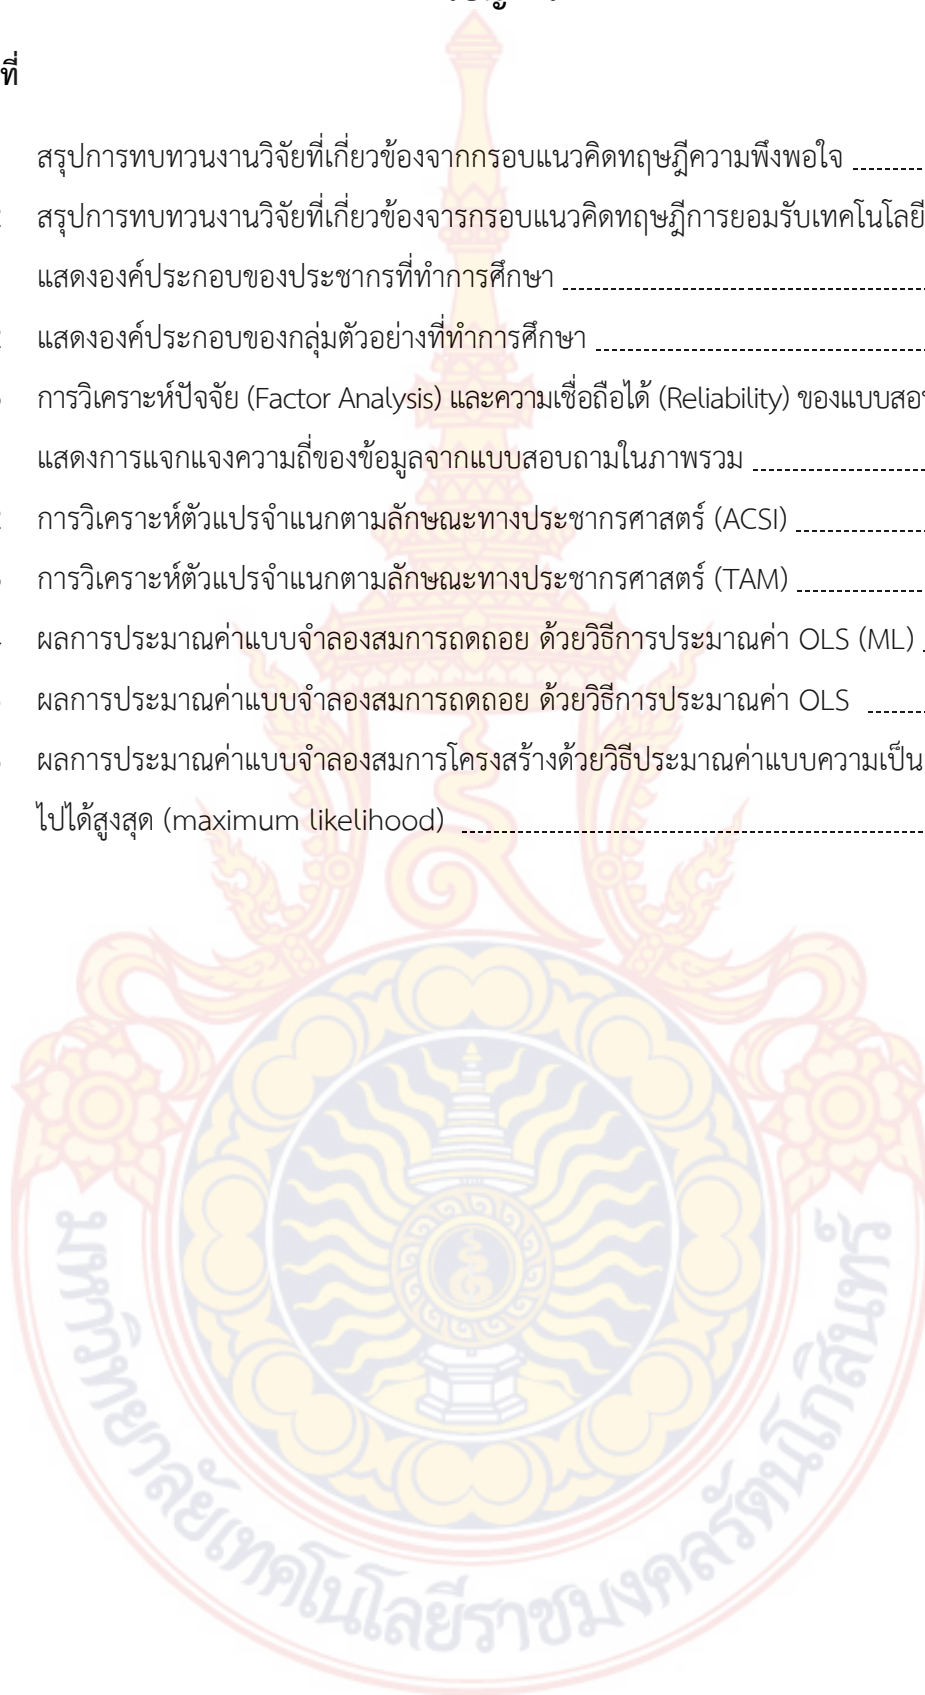 ที่
สรุปการทบทวนงานวิจัยที่เกี่ยวข้องจากกรอบแนวคิดทฤษฎีความพึงพอใจ
สรุปการทบทวนงานวิจัยที่เกี่ยวข้องจารกรอบแนวคิดทฤษฎีการยอมรับเทคโนโลยี
แสดงองค์ประกอบของประชากรที่ทำการศึกษา
แสดงองค์ประกอบของกลุ่มตัวอย่างที่ทำการศึกษา
การวิเคราะห์ปัจจัย (Factor Analysis) และความเชื่อถือได้ (Reliability) ของแบบสอบ
แสดงการแจกแจงความถี่ของข้อมูลจากแบบสอบถามในภาพรวม
การวิเคราะห์ตัวแปรจำแนกตามลักษณะทางประชากรศาสตร์ (ACSI)
การวิเคราะห์ตัวแปรจำแนกตามลักษณะทางประชากรศาสตร์ (TAM)
ผลการประมาณค่าแบบจำลองสมการถดถอย ด้วยวิธีการประมาณค่า OLS (ML)
ผลการประมาณค่าแบบจำลองสมการถดถอย ด้วยวิธีการประมาณค่า OLS
ผลการประมาณค่าแบบจำลองสมการโครงสร้างด้วยวิธีประมาณค่าแบบความเป็น
ไปได้สูงสุด (maximum likelihood)
มหาวิทยาลัยเทคโนโลยีราชมงคลรัตนโกสินทร์